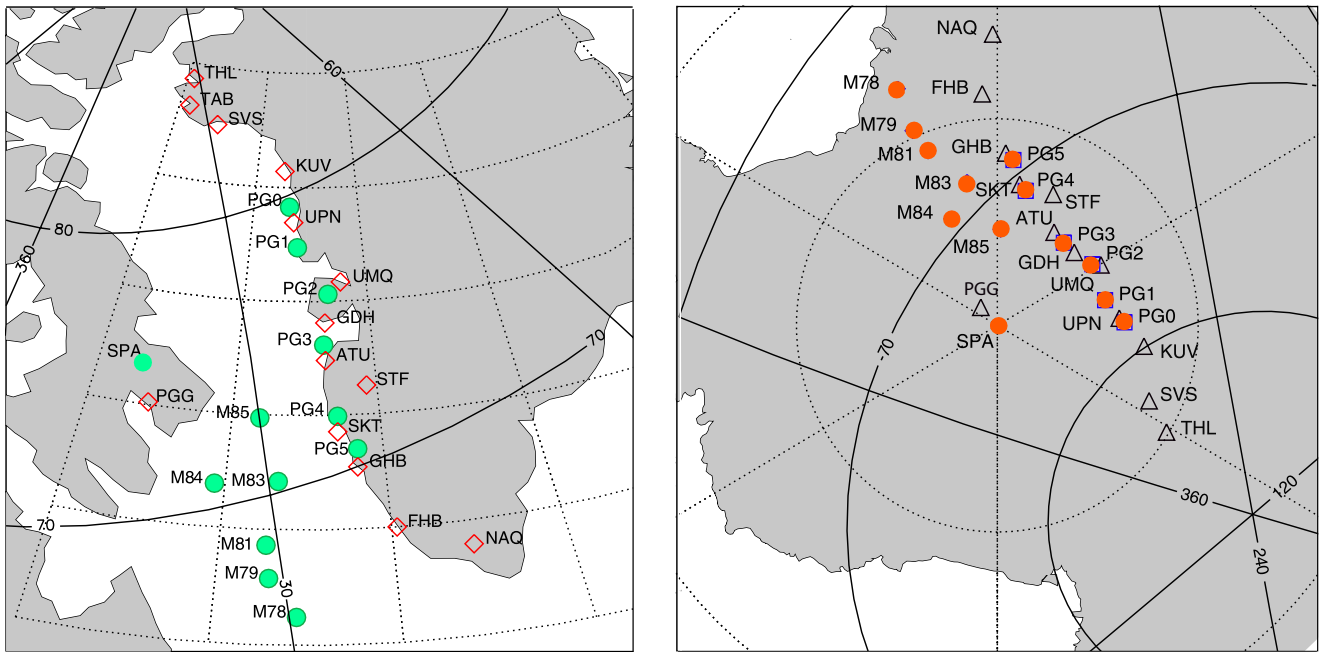 60
THL
TAB
SVS
KUV
PG0
UPN
80
PG1
360
UMQ
PG2
GDH
PG3
70
SPA
ATU
STF
PGG
M85
PG4
SKT
PG5
GHB
M84
M83
70
FHB
NAQ
M81
M79
30
M78
NAQ
M78
FHB
M79
GHB
M81
PG5
M83
SKT
PG4
STF
M84
ATU
M85
PG3
GDH
PG2
UMQ
PGG
PG1
UPN
PG0
SPA
-70
KUV
SVS
THL
360
120
240